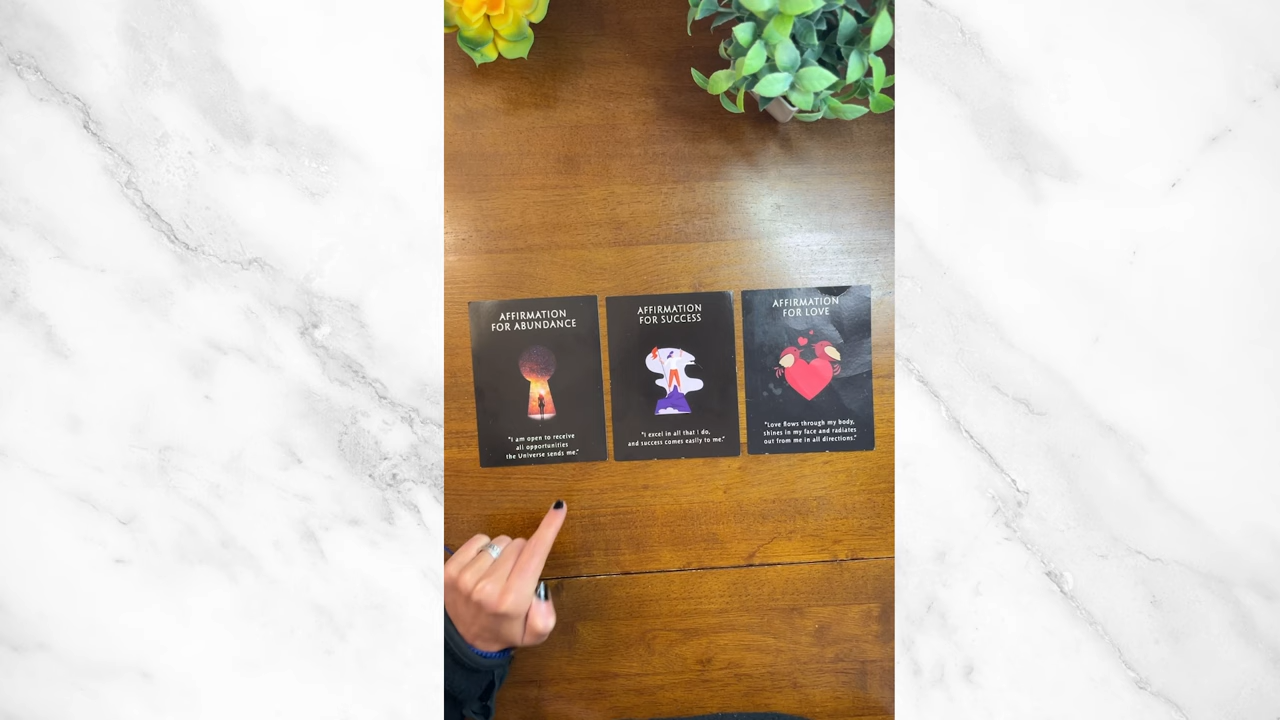 AFFIRMATION
FOR ABUNDANCE
"I am open to receive
all opportunities
the Universe sends me."
AFFIRMATION
FOR SUCCESS
"I excel in all that I do,
and success comes easily to me."
AFFIRMATION
FOR LOVE
"Love flows through my body,
shines in my face and radiates
out from me in all directions."